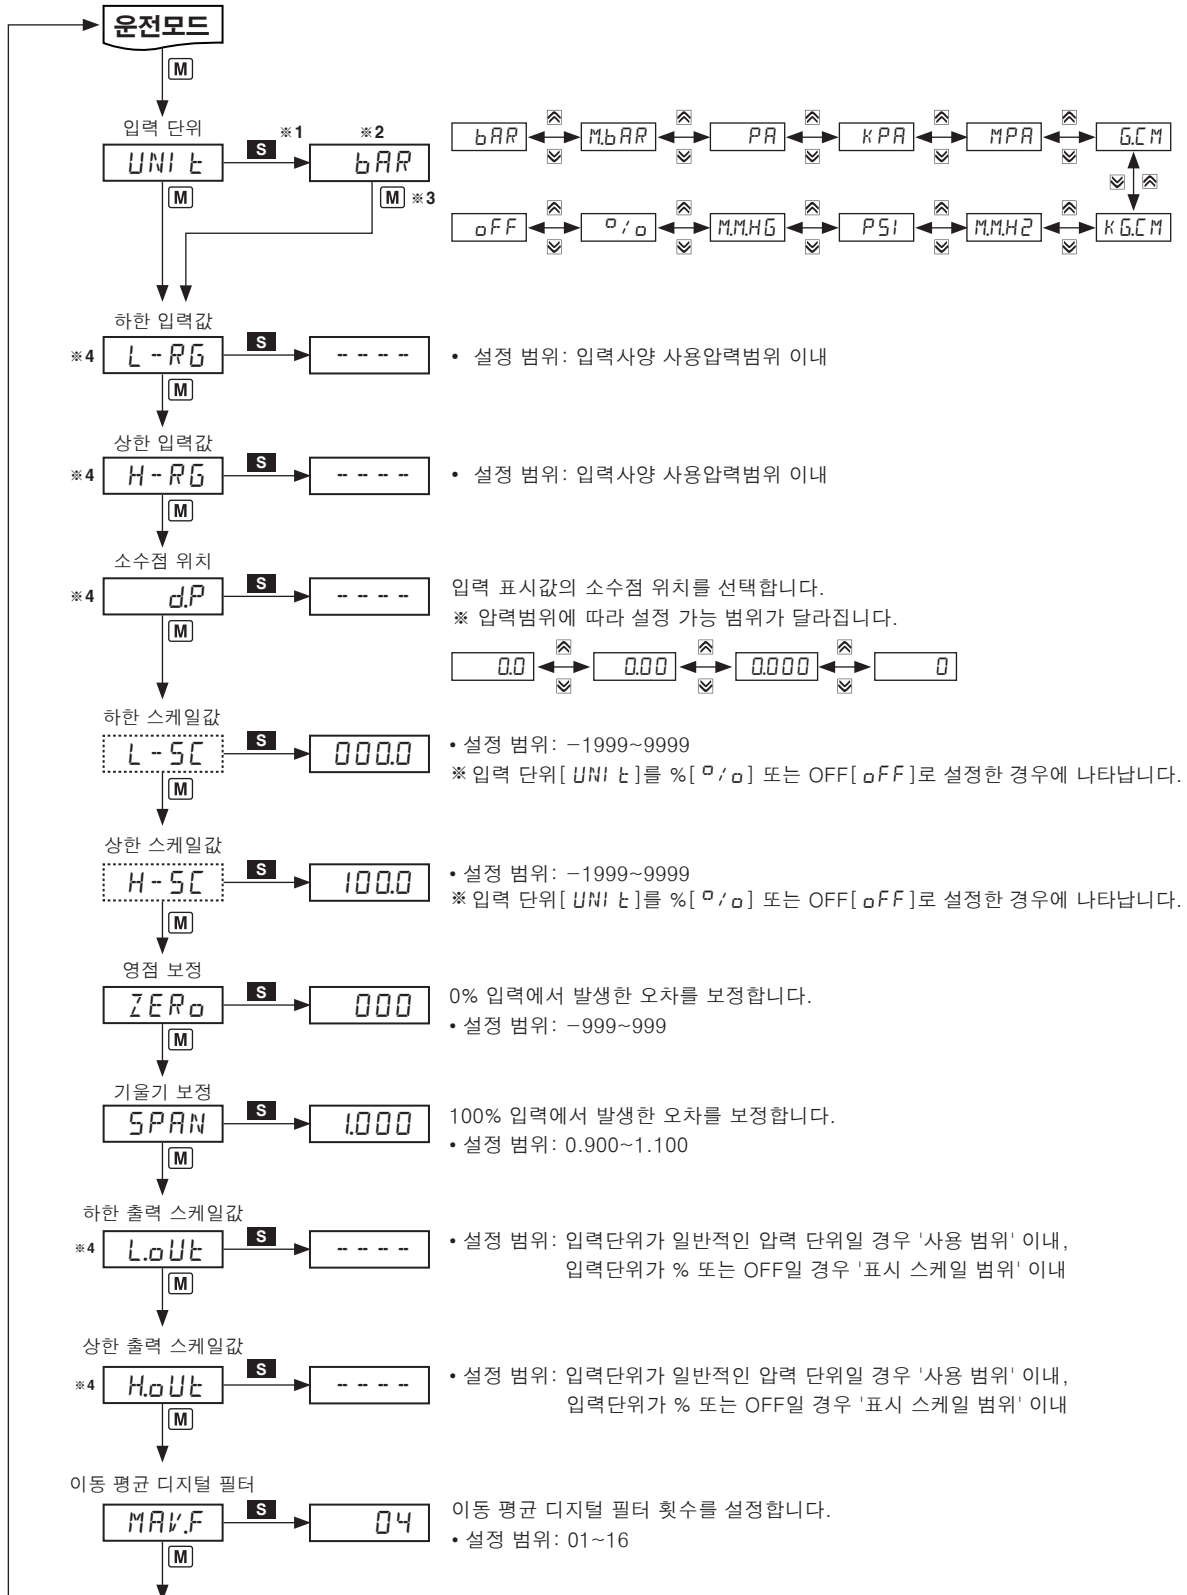 운전모드
M
입력 단위
UNIt
S
※1
※2
bAR
M
M ※3
bAR
M.bAR
PA
KPA
MPA
G.CM
oFF
%
M.M.HG
PSI
M.M.H2
KG.CM
하한 입력값
※4 L-RG
S
----
• 설정 범위: 입력사양 사용압력범위 이내
M
상한 입력값
※4 H-RG
S
----
• 설정 범위: 입력사양 사용압력범위 이내
M
소수점 위치
※4 d.P
S
----
입력 표시값의 소수점 위치를 선택합니다.
※ 압력범위에 따라 설정 가능 범위가 달라집니다.
M
0.0
0.00
0.000
0
하한 스케일값
L-SC
S
000.0
• 설정 범위: -1999~9999
※ 입력 단위[UNIt]를 %[%] 또는 OFF[oFF]로 설정한 경우에 나타납니다.
M
상한 스케일값
H-SC
S
100.0
• 설정 범위: -1999~9999
※ 입력 단위[UNIt]를 %[%] 또는 OFF[oFF]로 설정한 경우에 나타납니다.
M
영점 보정
ZERo
S
000
0% 입력에서 발생한 오차를 보정합니다.
• 설정 범위: -999~999
M
기울기 보정
SPAN
S
1.000
100% 입력에서 발생한 오차를 보정합니다.
• 설정 범위: 0.900~1.100
M
하한 출력 스케일값
※4 L.oUt
S
----
• 설정 범위: 입력단위가 일반적인 압력 단위일 경우 '사용 범위' 이내,
입력단위가 % 또는 OFF일 경우 '표시 스케일 범위' 이내
M
상한 출력 스케일값
※4 H.oUt
S
----
• 설정 범위: 입력단위가 일반적인 압력 단위일 경우 '사용 범위' 이내,
입력단위가 % 또는 OFF일 경우 '표시 스케일 범위' 이내
M
이동 평균 디지털 필터
MAV.F
S
04
이동 평균 디지털 필터 횟수를 설정합니다.
• 설정 범위: 01~16
M